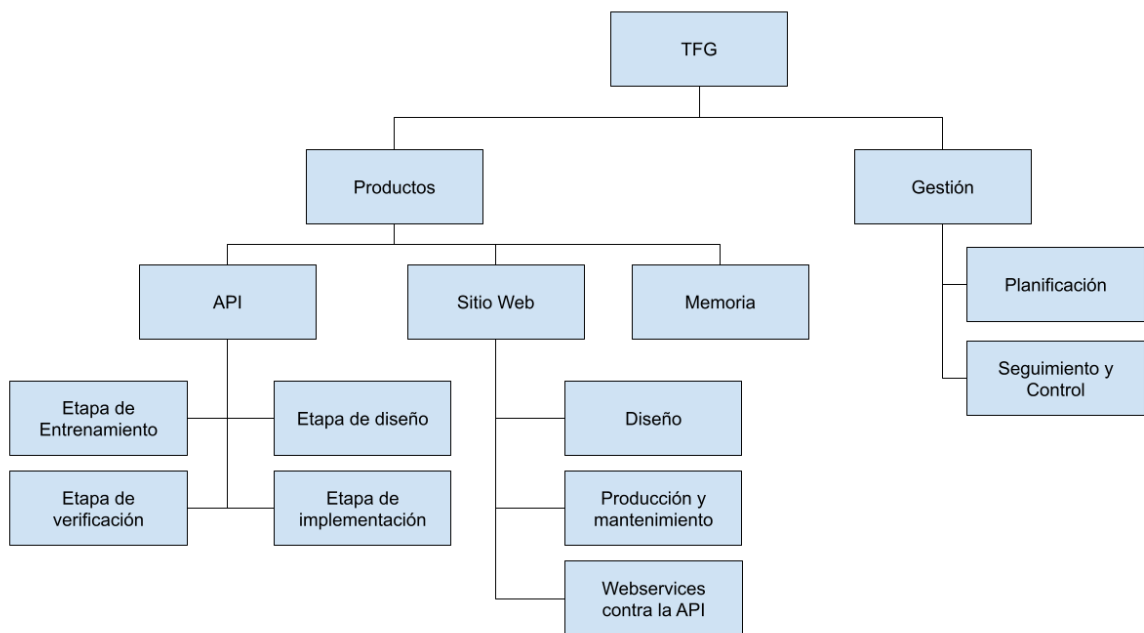 TFG
Productos
Gestión
API
Sitio Web
Memoria
Planificación
Seguimiento y
Control
Etapa de
Entrenamiento
Etapa de diseño
Diseño
Etapa de
verificación
Etapa de
implementación
Producción y
mantenimiento
Webservices
contra la API